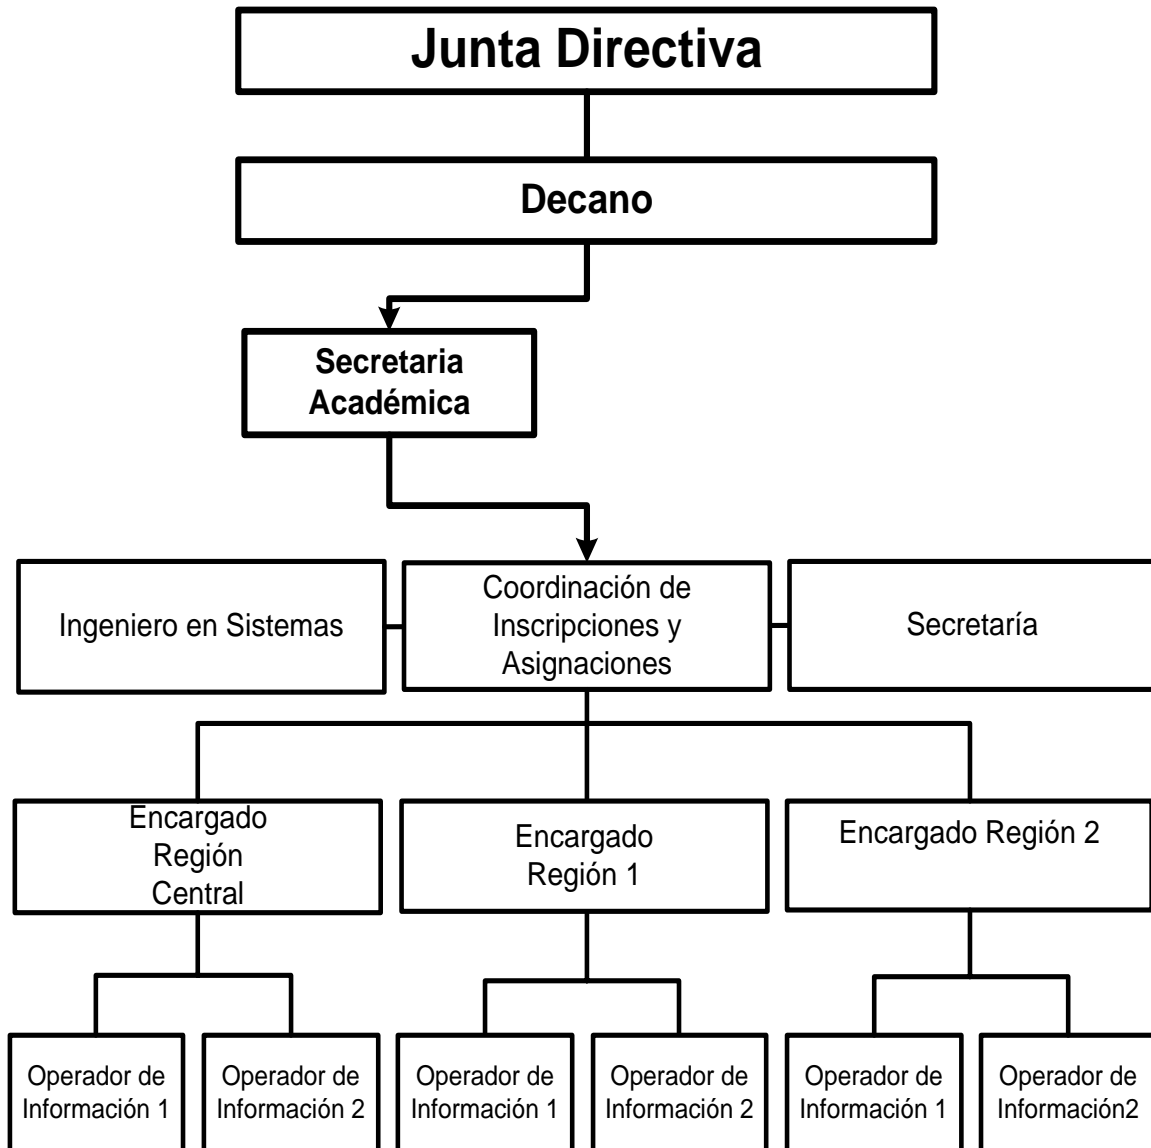 Junta Directiva
Decano
Secretaria
Académica
Ingeniero en Sistemas
Coordinación de
Inscripciones y
Asignaciones
Secretaría
Encargado
Región
Central
Encargado
Región 1
Encargado Región 2
Operador de
Información 1
Operador de
Información 2
Operador de
Información 1
Operador de
Información 2
Operador de
Información 1
Operador de
Información2